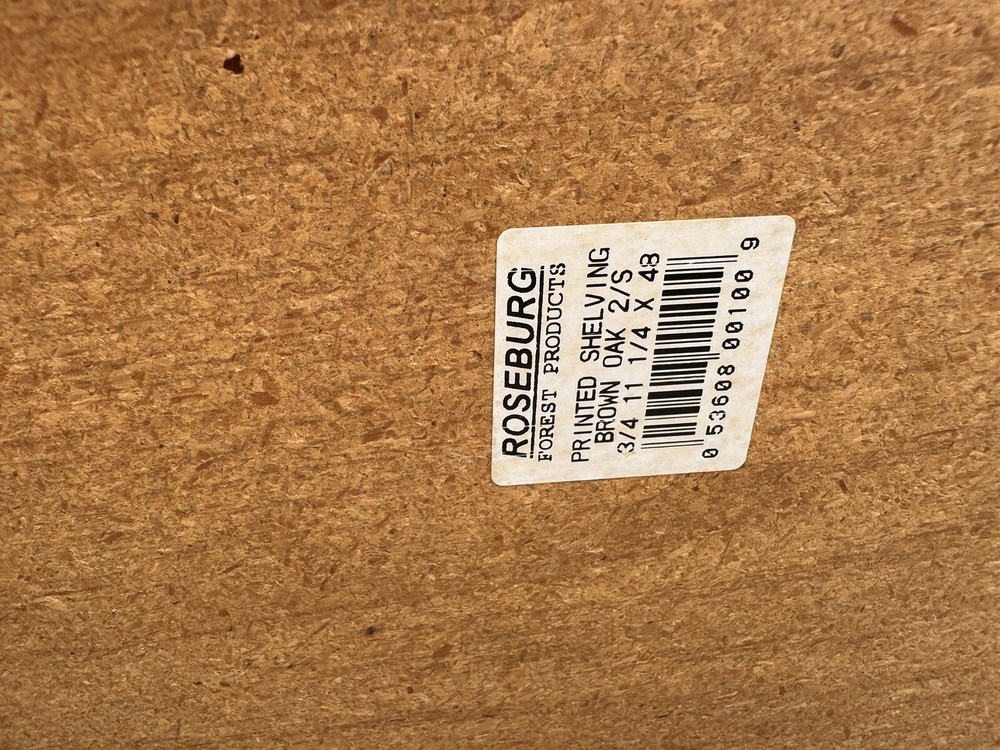 ROSEBURG
FOREST PRODUCTS
PRINTED SHELVING
BROWN OAK 2/S
3/4 11 1/4 X 48
0 53608 00100 9